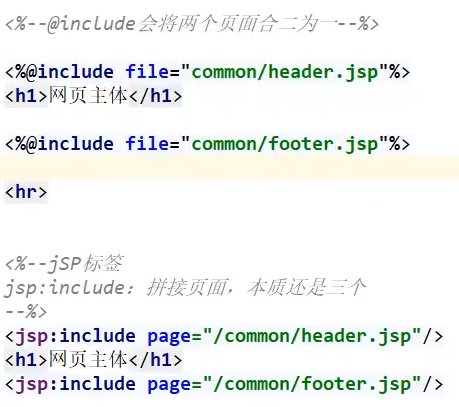 <%--@include会将两个页面合二为一--%>
<%@include file="common/header.jsp"%>
<h1>网页主体</h1>
<%@include file="common/footer.jsp"%>
<hr>
<%--jSP标签
jsp:include: 拼接页面，本质还是三个
--%>
<jsp:include page="/common/header.jsp"/>
<h1>网页主体</h1>
<jsp:include page="/common/footer.jsp"/>